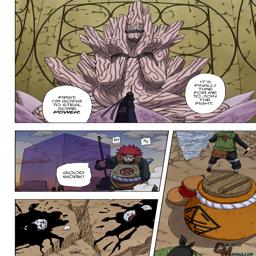 FIRST,
I'M GOING
TO STEAL
SOME
POWER.
IT'S
FINALLY
TIME FOR
ME TO JOIN
THE
FIGHT.
GOOD
WORK!